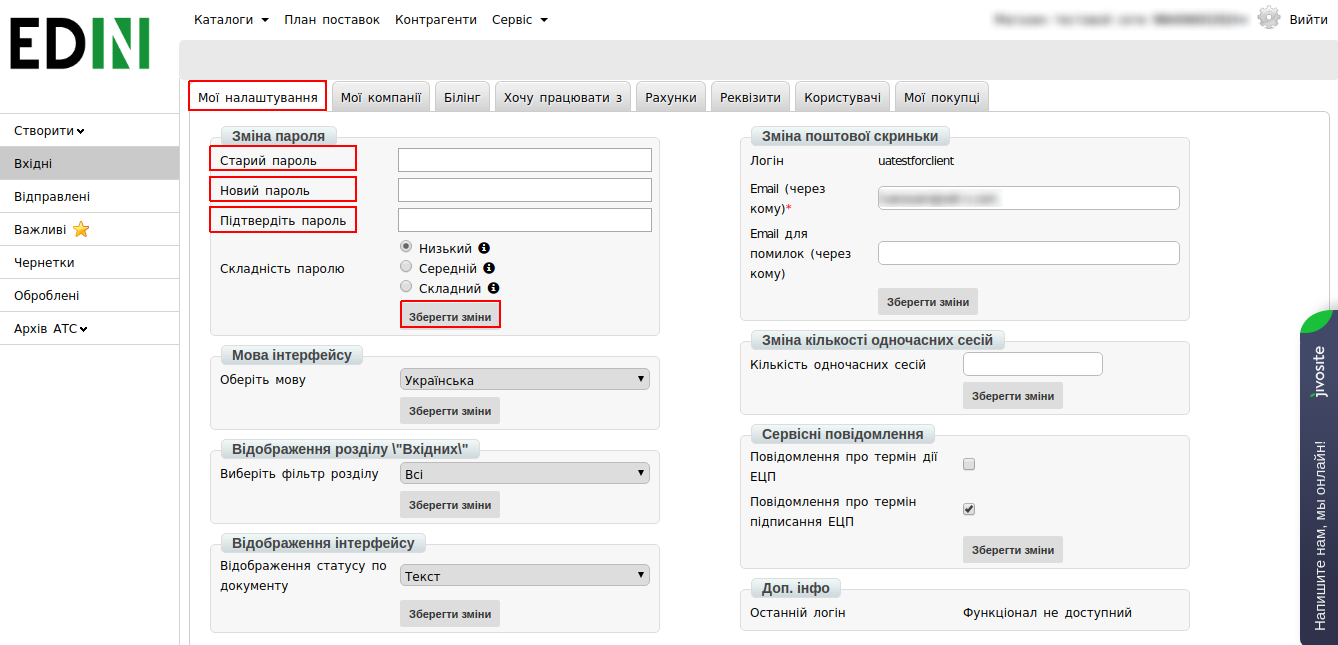 EDIN
Каталоги План поставок Контрагенти Сервіс
Вийти
Мої налаштування Мої компанії Білінг Хочу працювати з Рахунки Реквізити Користувачі Мої покупці
Створити
Вхідні
Відправлені
Важливі
Чернетки
Оброблені
Архів АТС
Зміна пароля
Старий пароль
Новий пароль
Підтвердіть пароль
Складність паролю
Низький
Середній
Складний
Зберегти зміни
Мова інтерфейсу
Оберіть мову Українська
Зберегти зміни
Відображення розділу \"Вхідних\"
Виберіть фільтр розділу Всі
Зберегти зміни
Відображення інтерфейсу
Відображення статусу по
документу
Текст
Зберегти зміни
Зміна поштової скриньки
Логін uatestforclient
Email (через
кому)*
Email для
помилок (через
кому)
Зберегти зміни
Зміна кількості одночасних сесій
Кількість одночасних сесій
Зберегти зміни
Сервісні повідомлення
Повідомлення про термін дії
ЕЦП
Повідомлення про термін
підписання ЕЦП
Зберегти зміни
Доп. інфо
Останній логін Функціонал не доступний
jivosite
Напишите нам, мы онлайн!